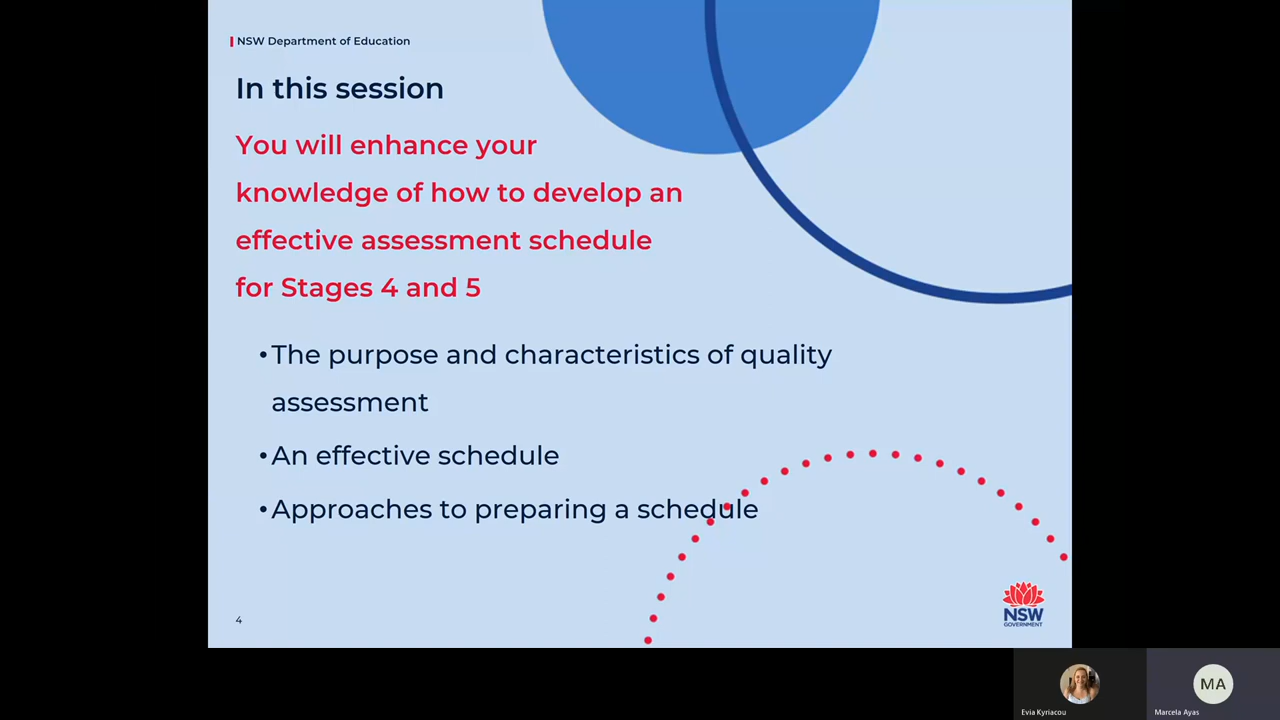 NSW Department of Education
In this session
You will enhance your
knowledge of how to develop an
effective assessment schedule
for Stages 4 and 5
•The purpose and characteristics of quality
assessment
•An effective schedule
•Approaches to preparing a schedule
4
NSW
GOVERNMENT
MA
Evia Kyriacou
Marcela Ayas